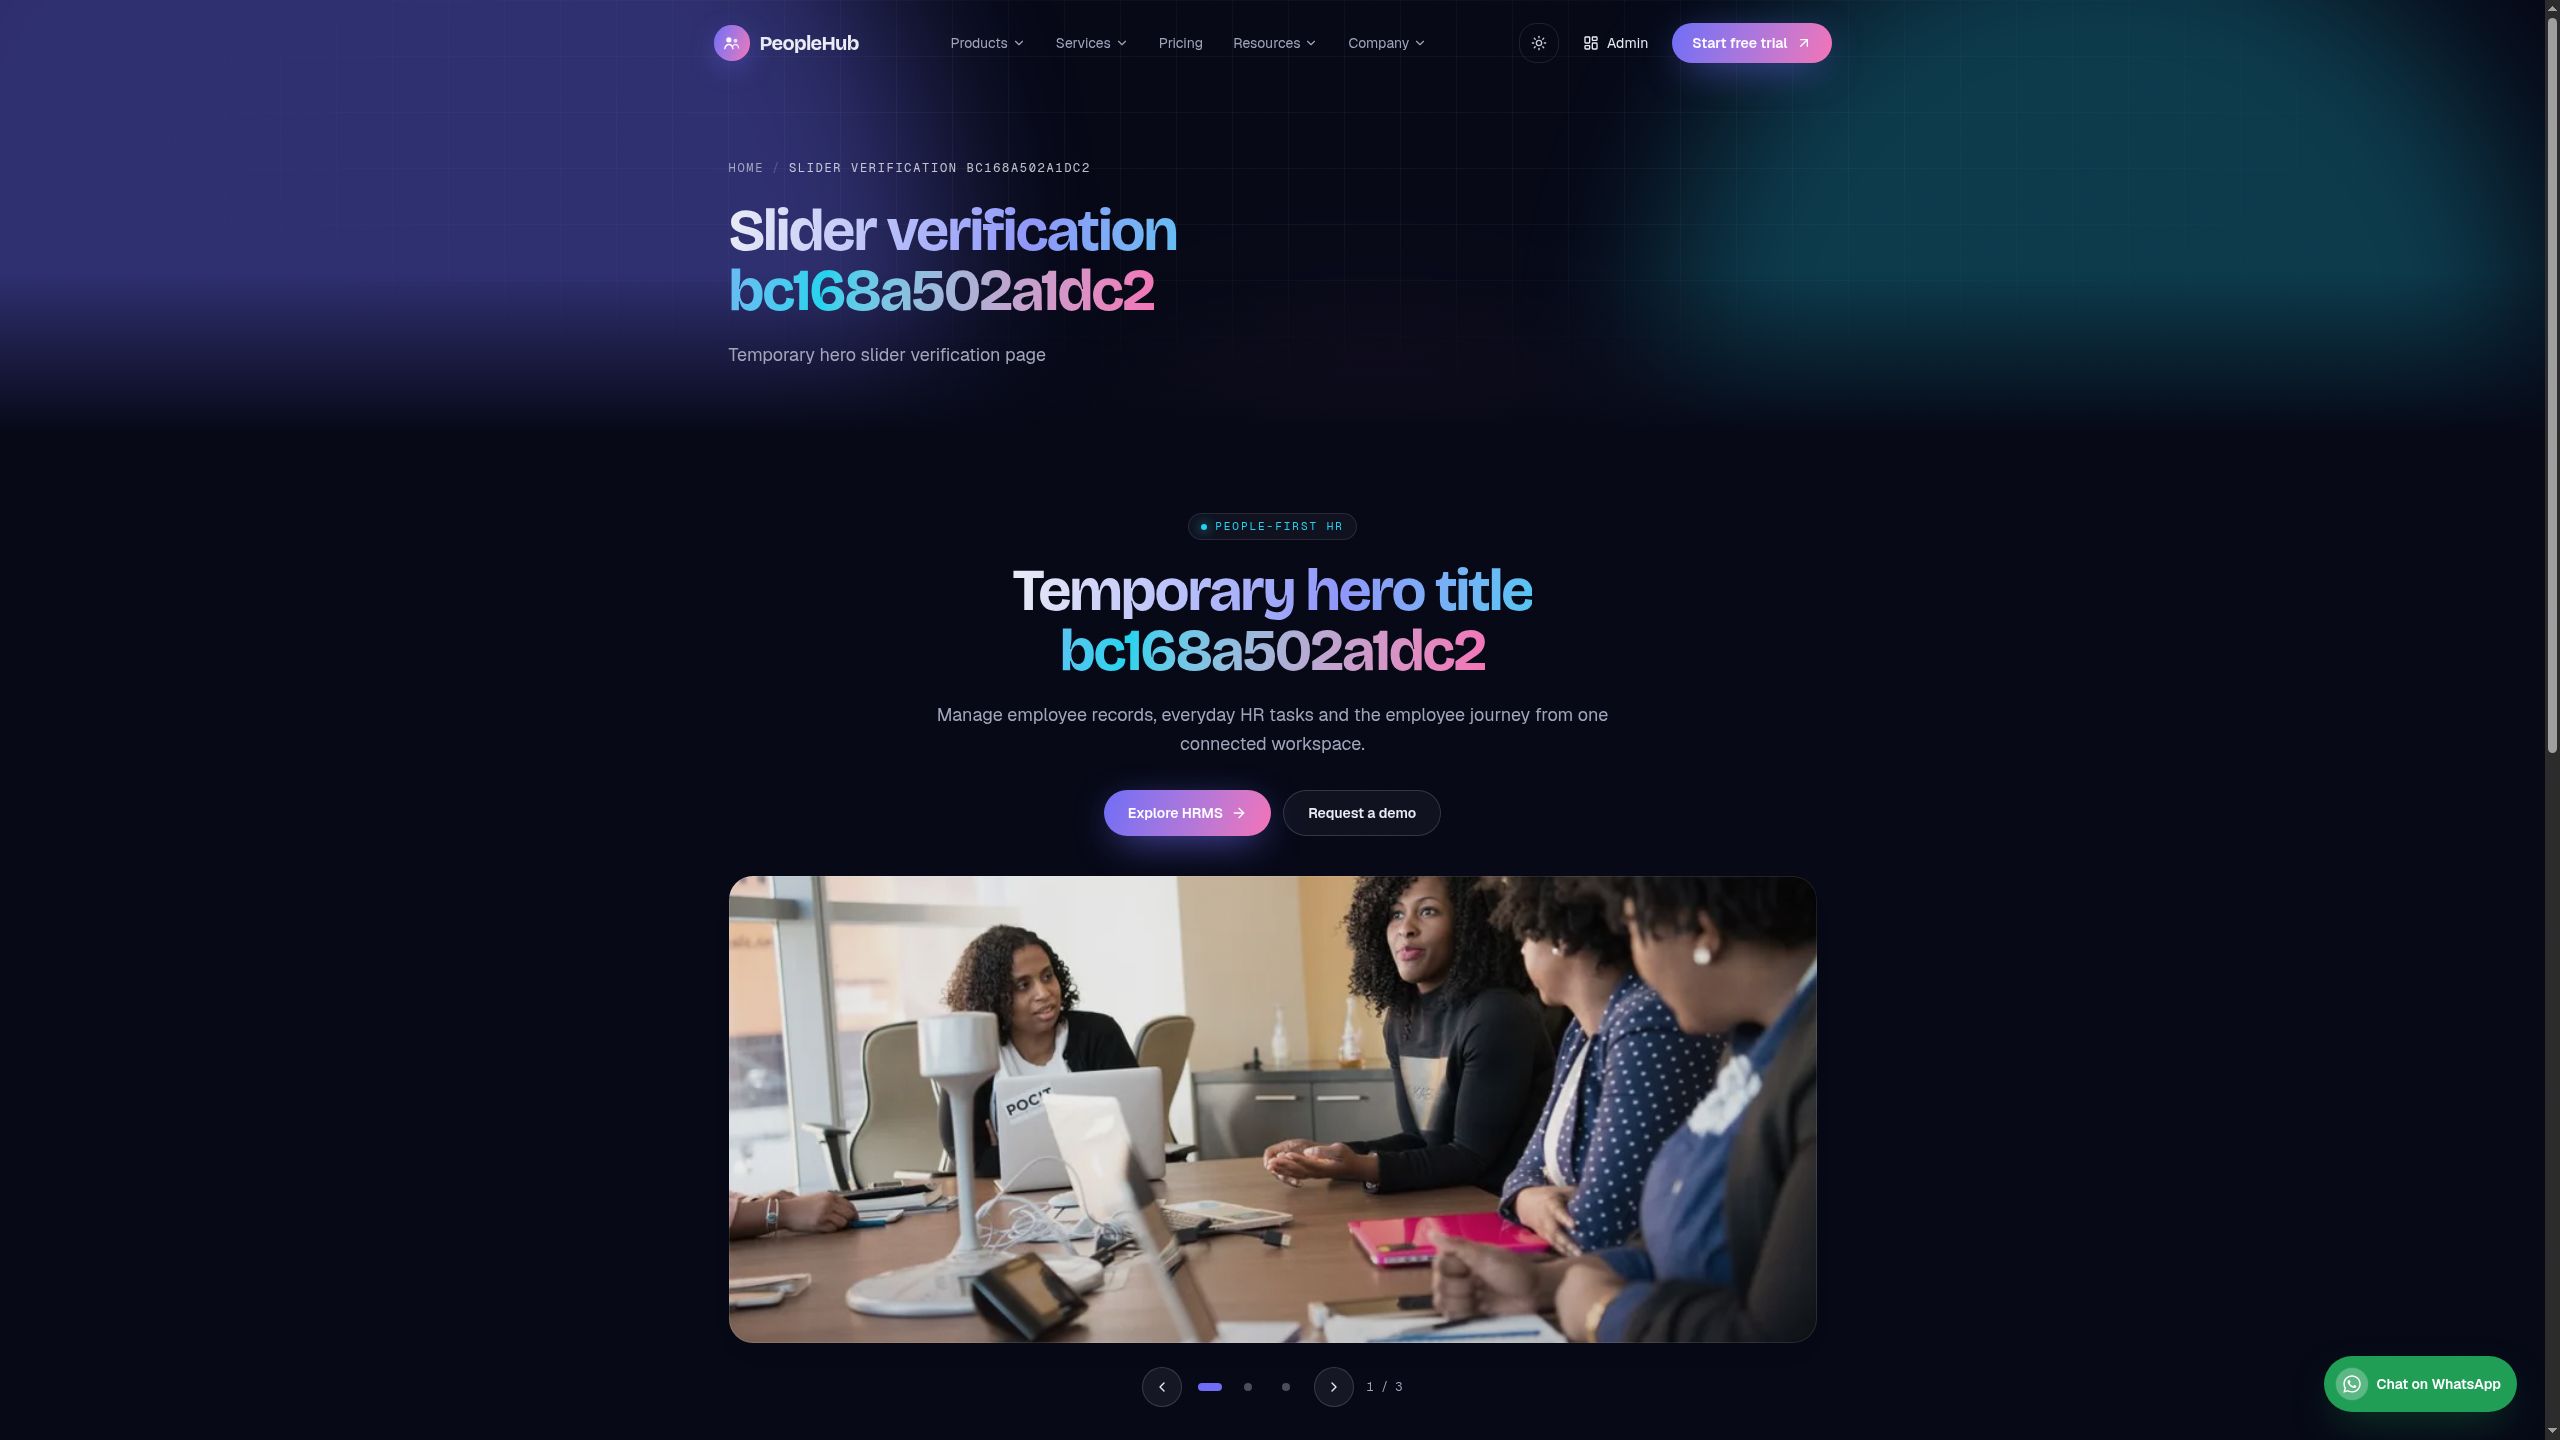 PeopleHub
Products
Services
Pricing
Resources
Company
Admin
Start free trial
HOME / SLIDER VERIFICATION BC168A502A1DC2
Slider verification
bc168a502a1dc2
Temporary hero slider verification page
PEOPLE-FIRST HR
Temporary hero title
bc168a502a1dc2
Manage employee records, everyday HR tasks and the employee journey from one
connected workspace.
Explore HRMS
Request a demo
POCIT
1 / 3
Chat on WhatsApp